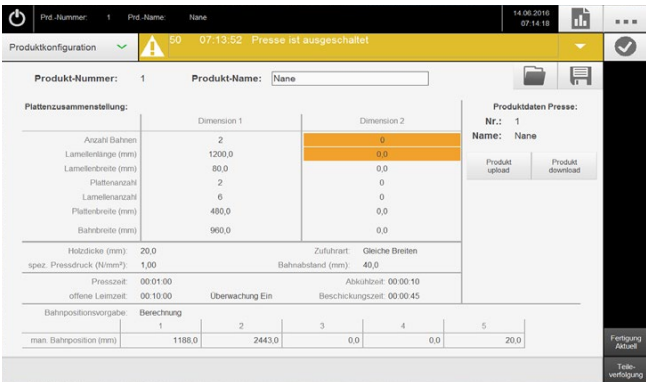 Prd.-Nummer: 1 Prd.-Name: Nane 14.06.2016
07:14:18
Produktkonfiguration 50 07:13:52 Presse ist ausgeschaltet
Produkt-Nummer: 1 Produkt-Name: Nane
Plattenzusammenstellung: Produktdaten Presse:
Dimension 1 Dimension 2 Nr.: 1
Name: Nane
Anzahl Bahnen 2 0
Lamellenlänge (mm) 1200,0 0,0
Lamellenbreite (mm) 80,0 0,0
Plattenanzahl 2 0
Lamellenanzahl 6 0
Plattenbreite (mm) 480,0 0,0
Bahnbreite (mm) 960,0 0,0
Produkt upload
Produkt download
Holzdicke (mm): 20,0 Zufuhrart: Gleiche Breiten
spez. Pressdruck (N/mm²): 1,00 Bahnabstand (mm): 40,0
Presszeit: 00:01:00 Abkühlzeit: 00:00:10
offene Leimzeit: 00:10:00 Überwachung Ein Beschickungszeit: 00:00:45
Bahnpositionsvorgabe: Berechnung
1 2 3 4 5
man. Bahnposition (mm) 1188,0 2443,0 0,0 0,0 20,0
Fertigung
Aktuell
Teile-
verfolgung